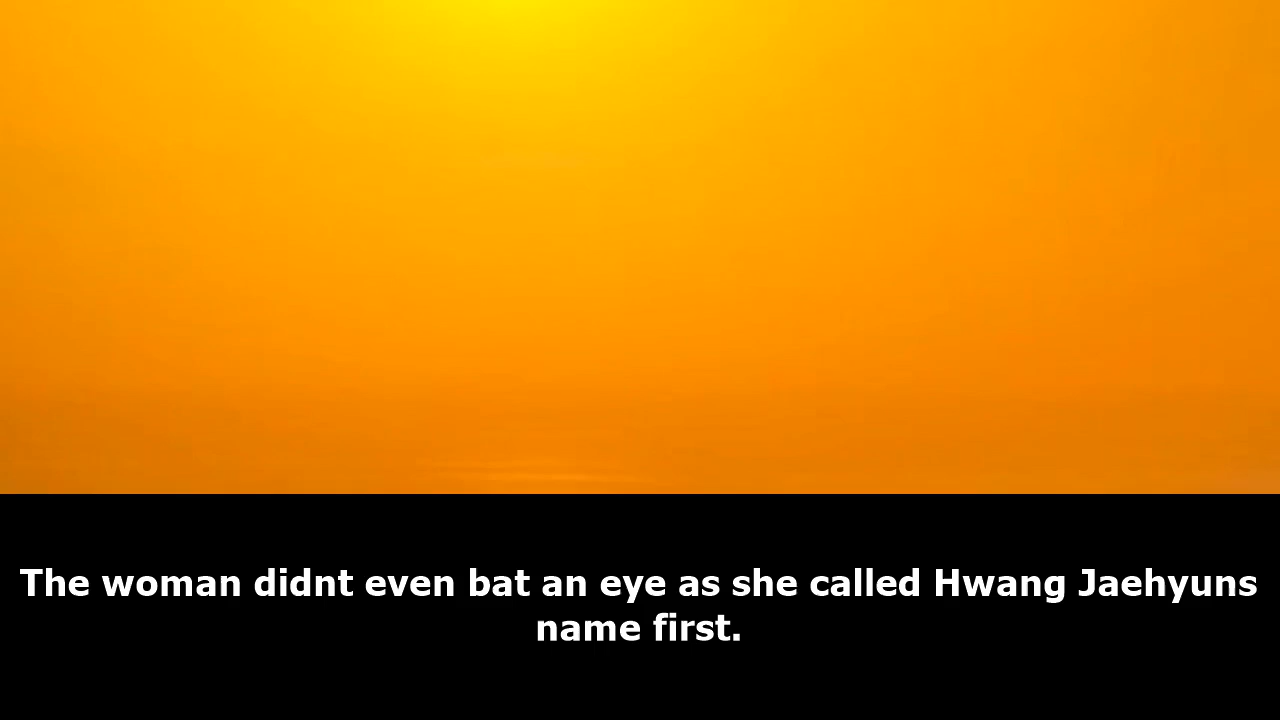 The woman didnt even bat an eye as she called Hwang Jaehyuns
name first.